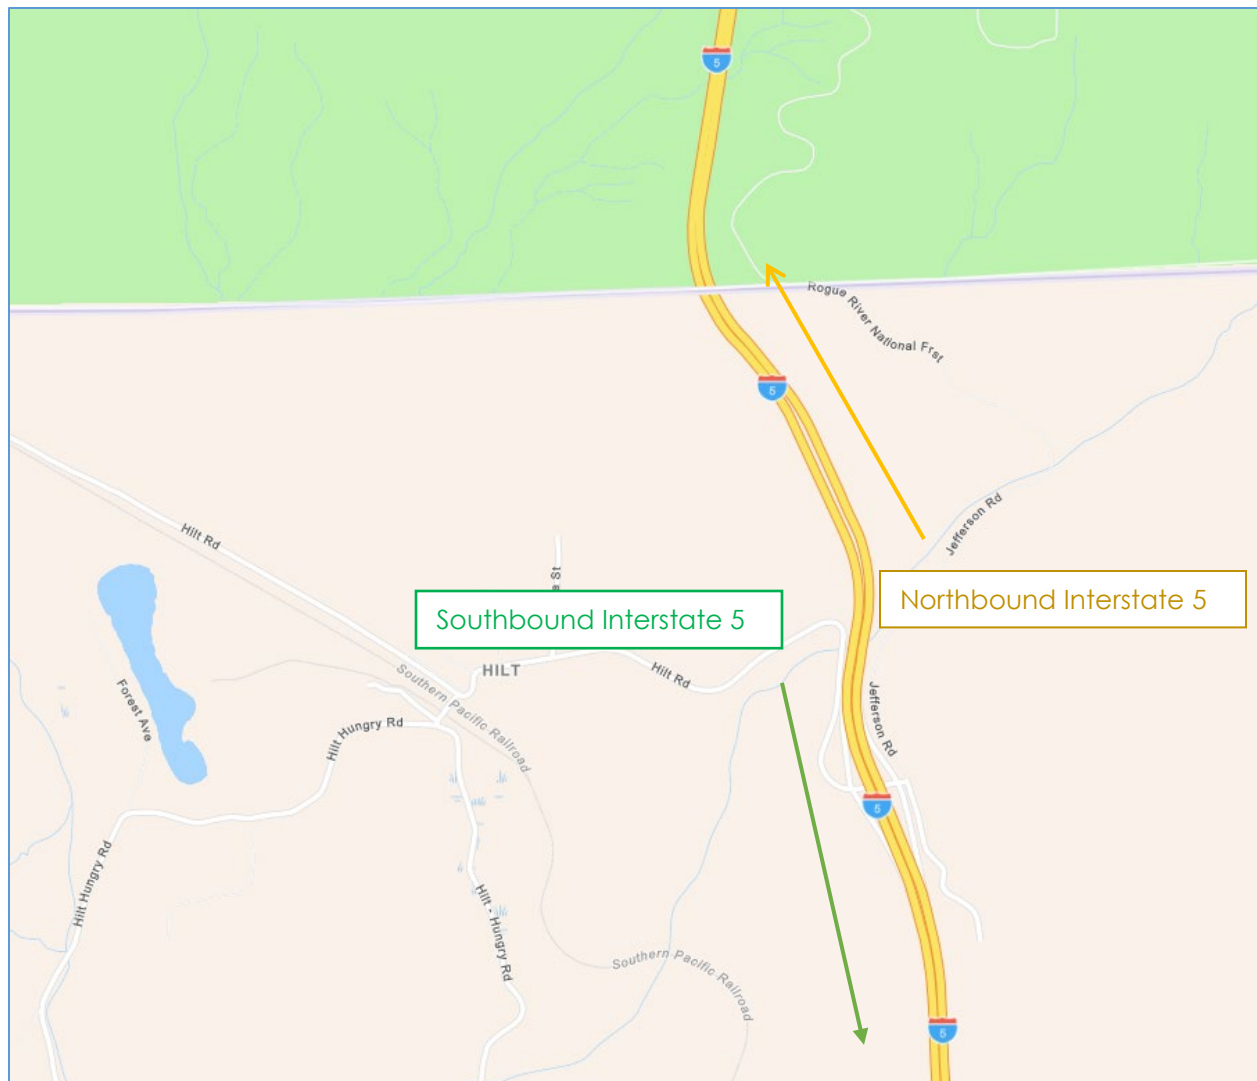 5
Rogue River National Frst
5
Hilt Rd
Jefferson Rd
a St
Northbound Interstate 5
Southbound Interstate 5
HILT
Hilt Rd
Southern Pacific Railroad
Forest Ave
Jefferson Rd
Hilt Hungry Rd
5
Hilt Hungry Rd
Hilt - Hungry Rd
Southern Pacific Railroad
5